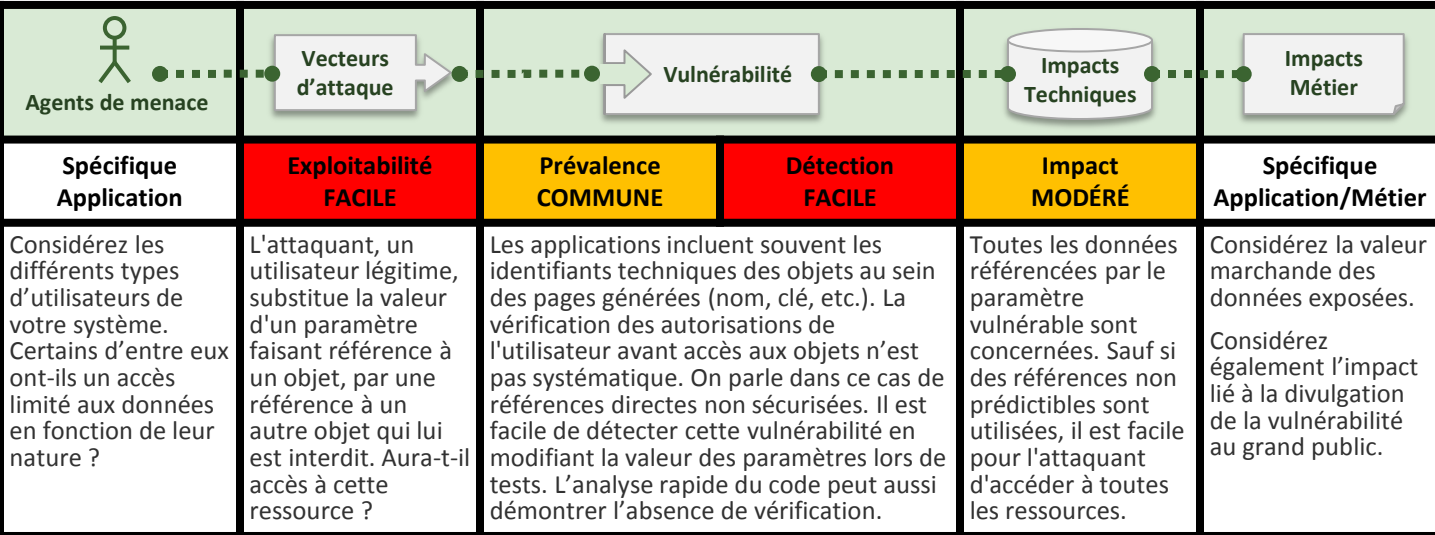 Agents de menace
Vecteurs
d’attaque
Vulnérabilité
Impacts
Techniques
Impacts
Métier
Spécifique
Application
Exploitabilité
FACILE
Prévalence
COMMUNE
Détection
FACILE
Impact
MODÉRÉ
Spécifique
Application/Métier
Considérez les
différents types
d’utilisateurs de
votre système.
Certains d’entre eux
ont-ils un accès
limité aux données
en fonction de leur
nature ?
L'attaquant, un
utilisateur légitime,
substitue la valeur
d'un paramètre
faisant référence à
un objet, par une
référence à un
autre objet qui lui
est interdit. Aura-t-il
accès à cette
ressource ?
Les applications incluent souvent les
identifiants techniques des objets au sein
des pages générées (nom, clé, etc.). La
vérification des autorisations de
l'utilisateur avant accès aux objets n’est
pas systématique. On parle dans ce cas de
références directes non sécurisées. Il est
facile de détecter cette vulnérabilité en
modifiant la valeur des paramètres lors de
tests. L’analyse rapide du code peut aussi
démontrer l’absence de vérification.
Toutes les données
référencées par le
paramètre
vulnérable sont
concernées. Sauf si
des références non
prédictibles sont
utilisées, il est facile
pour l'attaquant
d'accéder à toutes
les ressources.
Considérez la valeur
marchande des
données exposées.
Considérez
également l’impact
lié à la divulgation
de la vulnérabilité
au grand public.